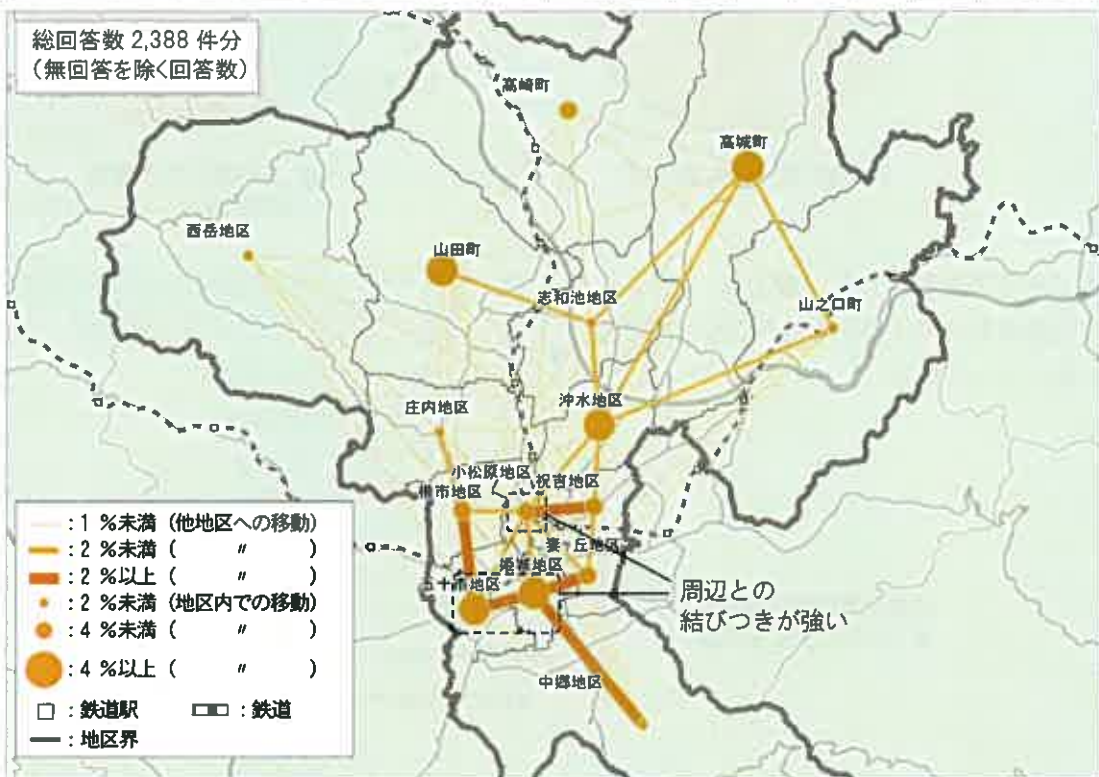 総回答数 2,388 件分
(無回答を除く回答数)
高崎町
高城町
西岳地区
山田町
志和池地区
山之口町
庄内地区
沖水地区
小松原地区
祝吉地区
横市地区
妻ヶ丘地区
姫城地区
十市地区
周辺との
結びつきが強い
中郷地区
: 1 %未満 (他地区への移動)
: 2 %未満 ( 〃 )
: 2 %以上 ( 〃 )
: 2 %未満 (地区内での移動)
: 4 %未満 ( 〃 )
: 4 %以上 ( 〃 )
: 鉄道駅 : 鉄道
: 地区界